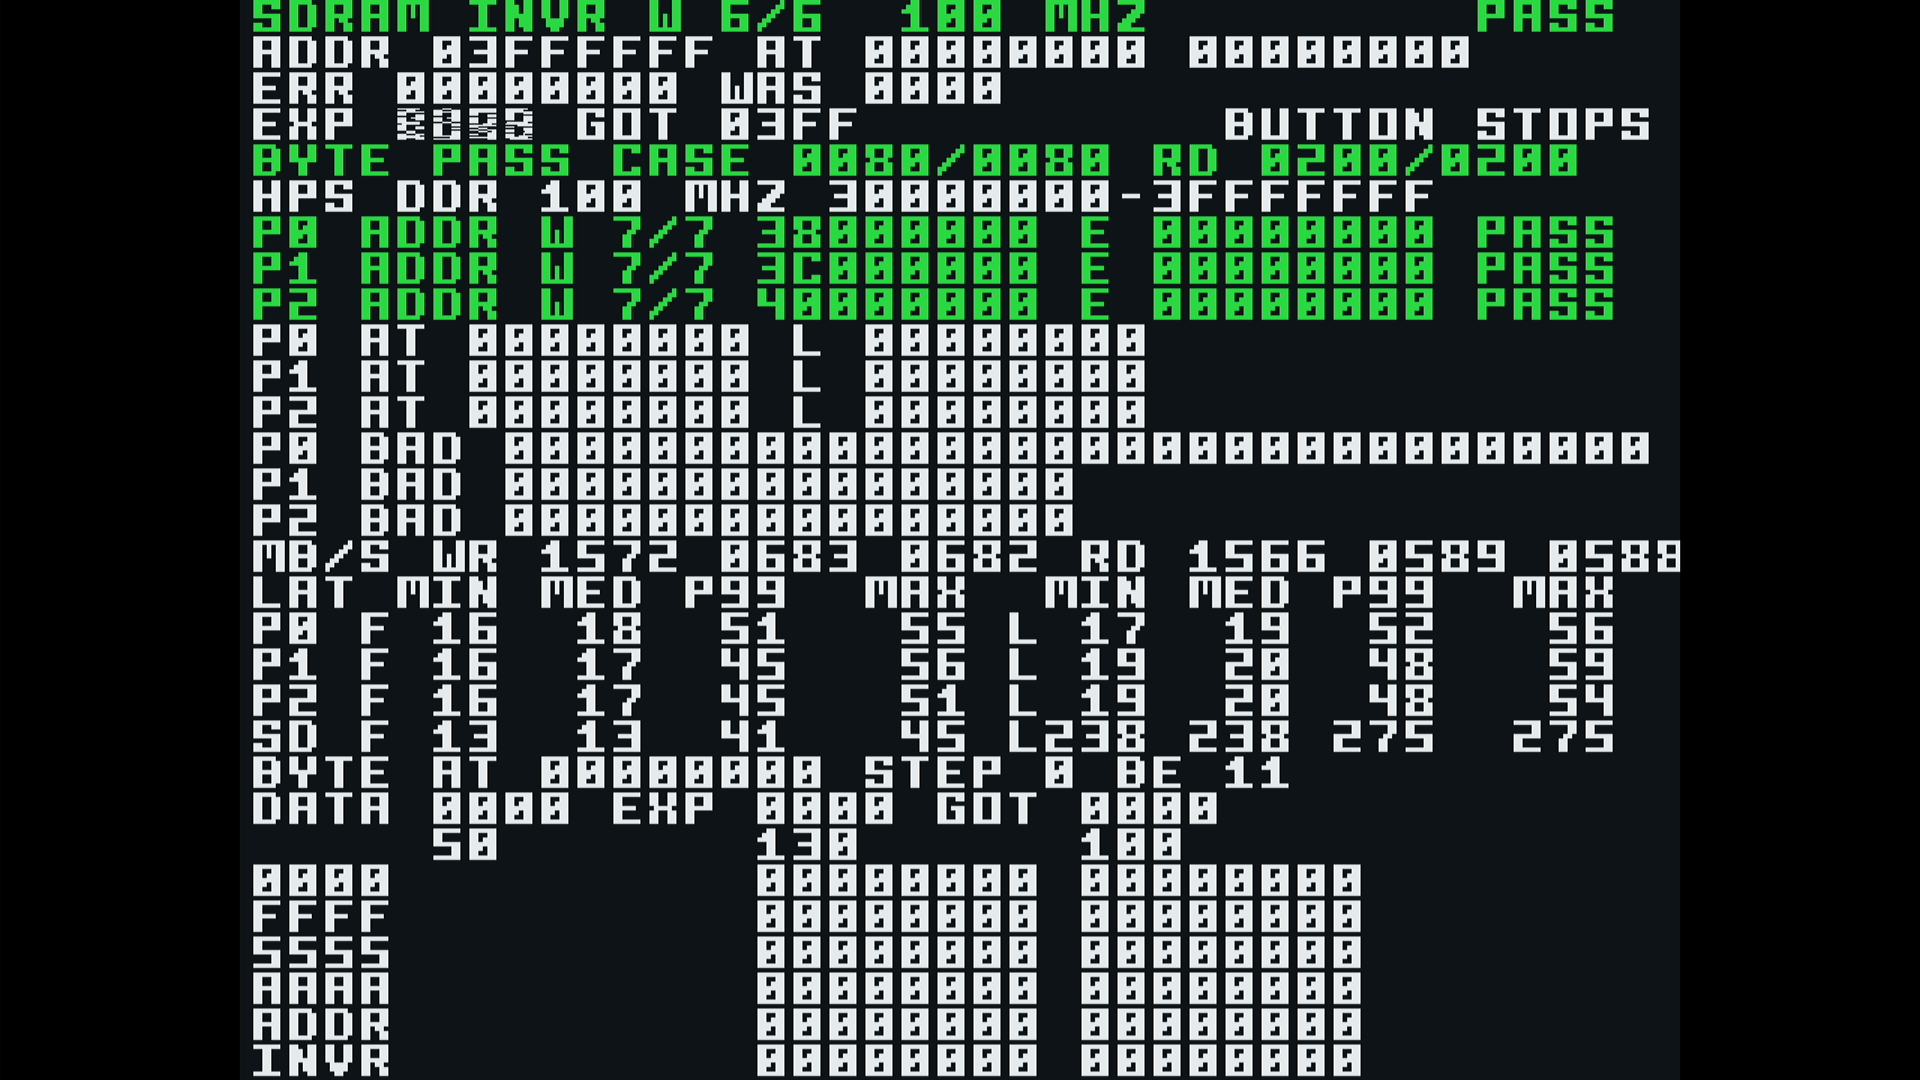 SDRAM INVR W 6/6 100 MHZ PASS
ADDR 03FFFFFF AT 00000000 00000000
ERR 00000000 WAS 0000
EXP GOT 03FF BUTTON STOPS
BYTE PASS CASE 0080/0080 RD 0200/0200
HPS DDR 100 MHZ 30000000-3FFFFFFF
P0 ADDR W 7/7 38000000 E 00000000 PASS
P1 ADDR W 7/7 3C000000 E 00000000 PASS
P2 ADDR W 7/7 40000000 E 00000000 PASS
P0 AT 00000000 L 00000000
P1 AT 00000000 L 00000000
P2 AT 00000000 L 00000000
P0 BAD 00000000000000000000000000000000
P1 BAD 0000000000000000
P2 BAD 0000000000000000
MB/S WR 1572 0683 0682 RD 1566 0589 0588
LAT MIN MED P99 MAX MIN MED P99 MAX
P0 F 16 18 51 55 L 17 19 52 56
P1 F 16 17 45 56 L 19 20 48 59
P2 F 16 17 45 51 L 19 20 48 54
SD F 13 13 41 45 L238 238 275 275
BYTE AT 00000000 STEP 0 BE 11
DATA 0000 EXP 0000 GOT 0000
50 130 100
0000 00000000 00000000
FFFF 00000000 00000000
5555 00000000 00000000
AAAA 00000000 00000000
ADDR 00000000 00000000
INVR 00000000 00000000